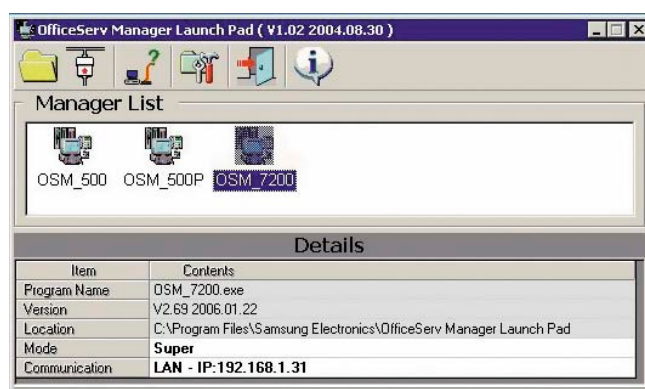 OfficeServ Manager Launch Pad ( V1.02 2004.08.30 )
Manager List
OSM_500 OSM_500P OSM_7200
Details
Item Contents
Program Name OSM_7200.exe
Version V2.69 2006.01.22
Location C:\Program Files\Samsung Electronics\OfficeServ Manager Launch Pad
Mode Super
Communication LAN - IP:192.168.1.31